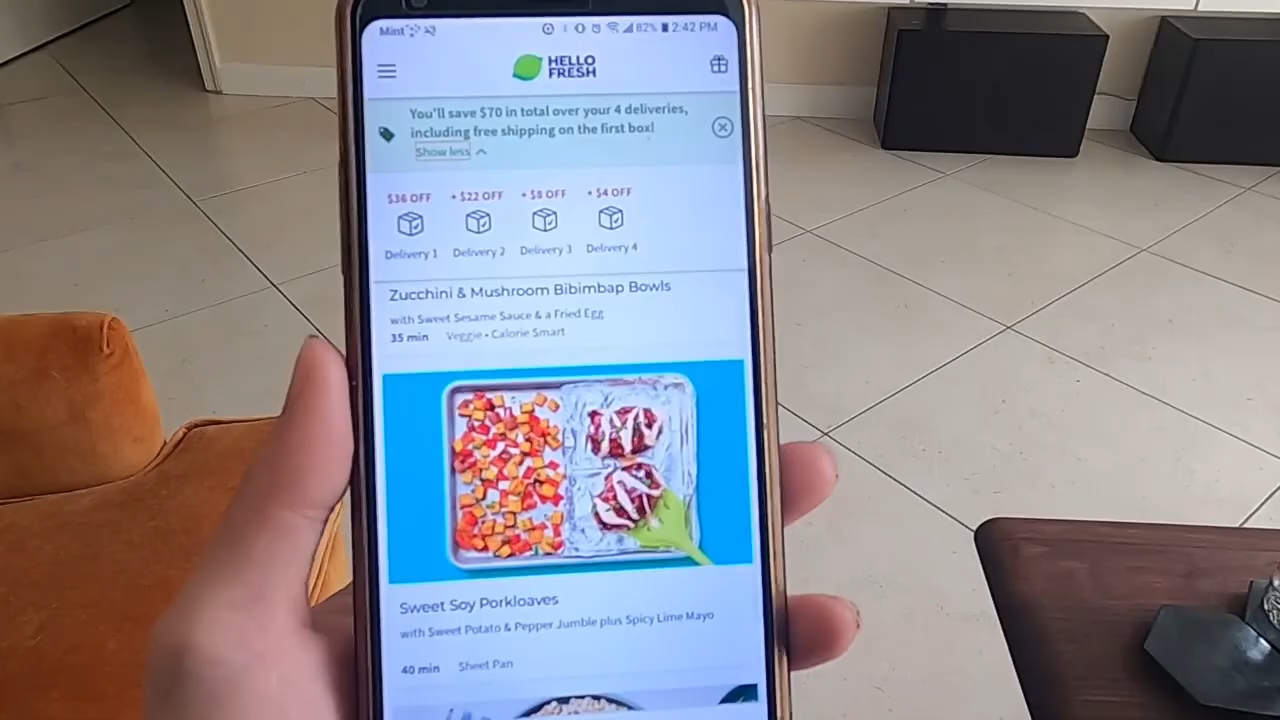 Mint 82% 2:42 PM
HELLO
FRESH
You'll save $70 in total over your 4 deliveries,
including free shipping on the first box!
Show less
$36 OFF + $22 OFF + $8 OFF + $4 OFF
Delivery 1 Delivery 2 Delivery 3 Delivery 4
Zucchini & Mushroom Bibimbap Bowls
with Sweet Sesame Sauce & a Fried Egg
35 min Veggie • Calorie Smart
Sweet Soy Porkloaves
with Sweet Potato & Pepper Jumble plus Spicy Lime Mayo
40 min Sheet Pan